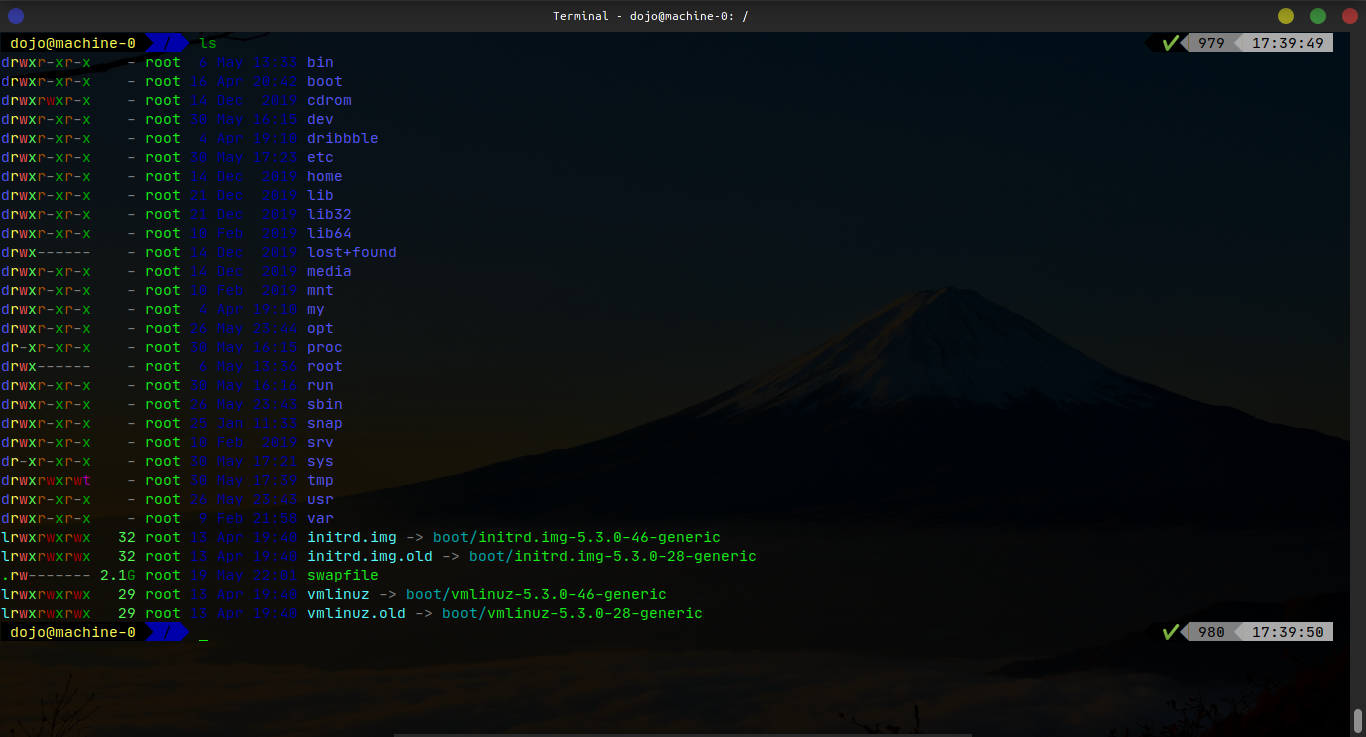 Terminal - dojo@machine-0: /
dojo@machine-0 / ls ✔ 979 17:39:49
drwxr-xr-x - root 6 May 13:33 bin
drwxr-xr-x - root 16 Apr 20:42 boot
drwxrwxr-x - root 14 Dec 2019 cdrom
drwxr-xr-x - root 30 May 16:15 dev
drwxr-xr-x - root 4 Apr 19:10 dribbble
drwxr-xr-x - root 30 May 17:23 etc
drwxr-xr-x - root 14 Dec 2019 home
drwxr-xr-x - root 21 Dec 2019 lib
drwxr-xr-x - root 21 Dec 2019 lib32
drwxr-xr-x - root 10 Feb 2019 lib64
drwx------ - root 14 Dec 2019 lost+found
drwxr-xr-x - root 14 Dec 2019 media
drwxr-xr-x - root 10 Feb 2019 mnt
drwxr-xr-x - root Apr 19:10 my
drwxr-xr-x - root 26 May 23:44 opt
dr-xr-xr-x - root 30 May 16:15 proc
drwx------ - root 6 May 13:36 root
drwxr-xr-x - root 30 May 16:16 run
drwxr-xr-x - root 26 May 23:43 sbin
drwxr-xr-x - root 25 Jan 11:33 snap
drwxr-xr-x - root 10 Feb 2019 srv
dr-xr-xr-x - root 30 May 17:21 sys
drwxrwxrwt - root 30 May 17:39 tmp
drwxr-xr-x - root 26 May 23:43 usr
drwxr-xr-x - root 9 Feb 21:58 var
lrwxrwxrwx 32 root 13 Apr 19:40 initrd.img -> boot/initrd.img-5.3.0-46-generic
lrwxrwxrwx 32 root 13 Apr 19:40 initrd.img.old -> boot/initrd.img-5.3.0-28-generic
.rw------- 2.1G root 19 May 22:01 swapfile
lrwxrwxrwx 29 root 13 Apr 19:40 vmlinuz -> boot/vmlinuz-5.3.0-46-generic
lrwxrwxrwx 29 root 13 Apr 19:40 vmlinuz.old -> boot/vmlinuz-5.3.0-28-generic
dojo@machine-0 / _ ✔ 980 17:39:50